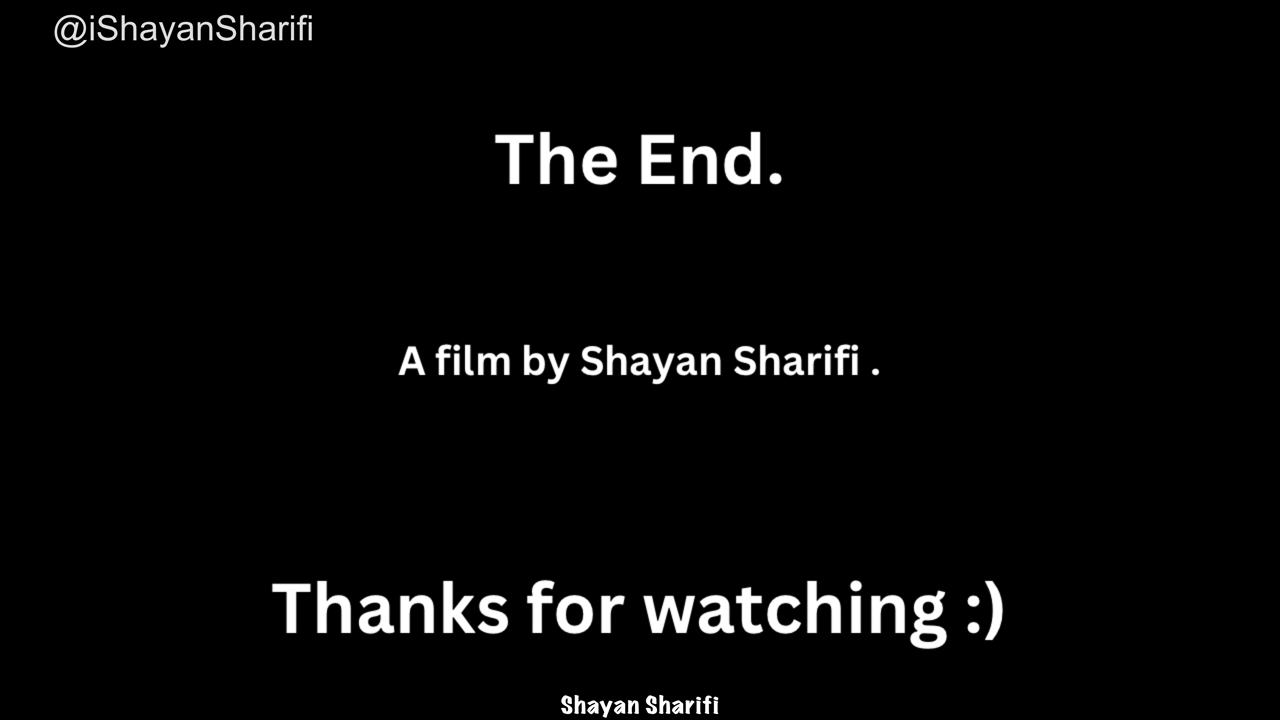 @iShayanSharifi
The End.
A film by Shayan Sharifi .
Thanks for watching :)
Shayan Sharifi